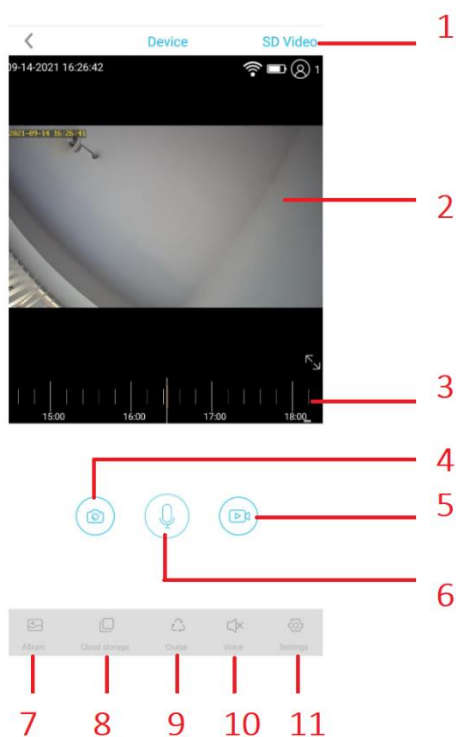 1
Device
SD Video
09-14-2021 16:26:42
1
2021-09-14 16:26:41
2
3
15:00
16:00
17:00
18:00
4
5
6
Album
Cloud storage
Cruise
Voice
Settings
7
8
9
10
11